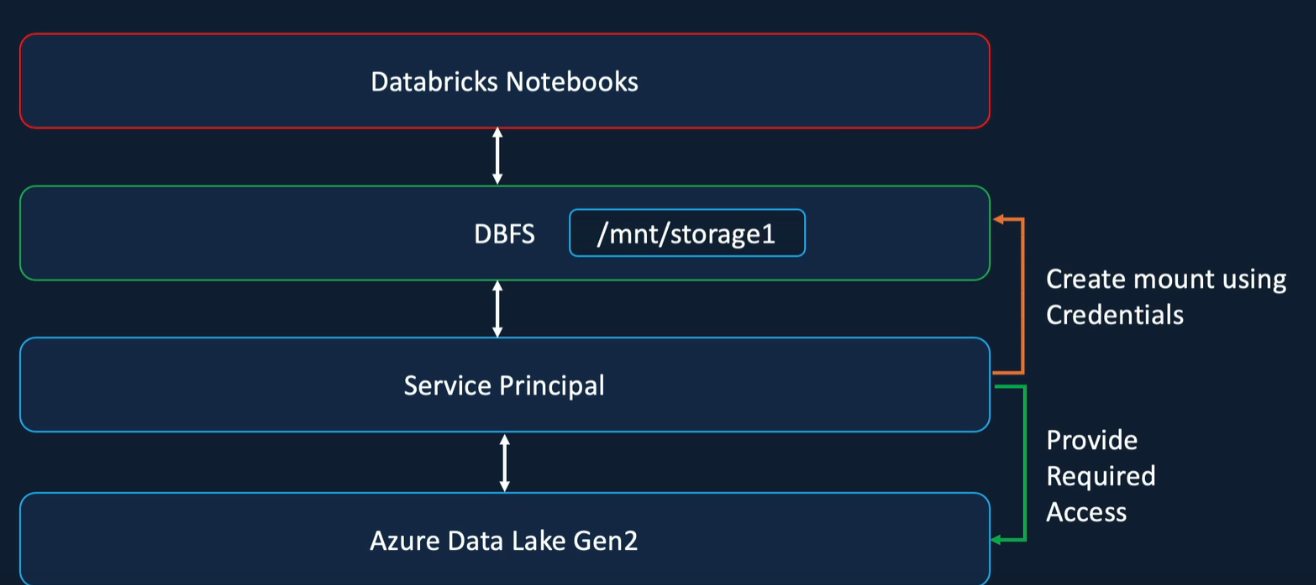 Databricks Notebooks
DBFS
/mnt/storage1
Create mount using
Credentials
Service Principal
Provide
Required
Access
Azure Data Lake Gen2